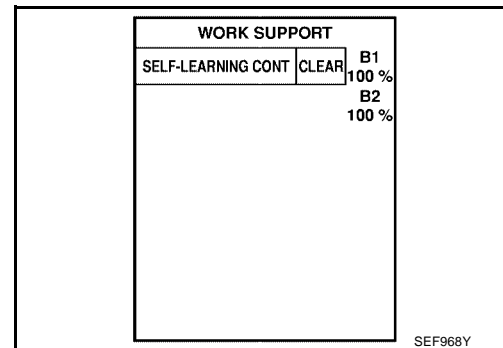 WORK SUPPORT
SELF-LEARNING CONT CLEAR B1
100 %
B2
100 %
SEF968Y